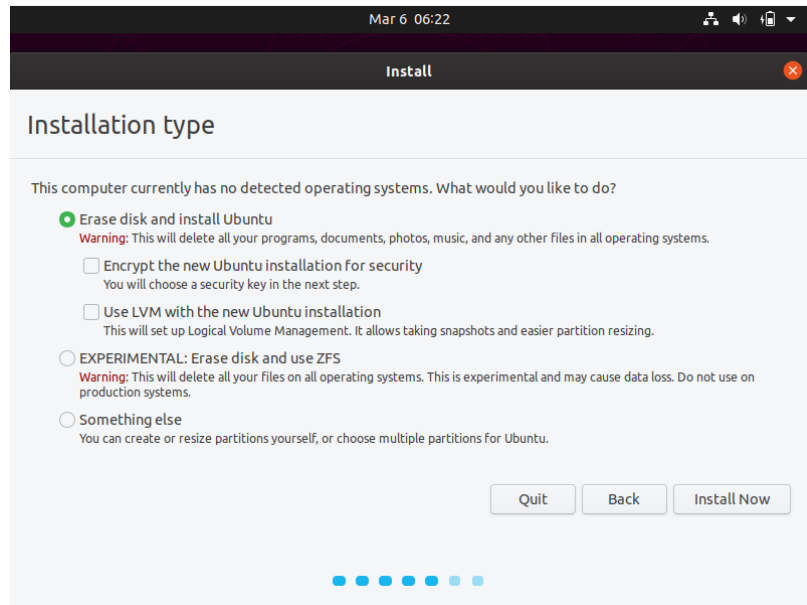 Mar 6 06:22
Install
Installation type
This computer currently has no detected operating systems. What would you like to do?
Erase disk and install Ubuntu
Warning: This will delete all your programs, documents, photos, music, and any other files in all operating systems.
Encrypt the new Ubuntu installation for security
You will choose a security key in the next step.
Use LVM with the new Ubuntu installation
This will set up Logical Volume Management. It allows taking snapshots and easier partition resizing.
EXPERIMENTAL: Erase disk and use ZFS
Warning: This will delete all your files on all operating systems. This is experimental and may cause data loss. Do not use on
production systems.
Something else
You can create or resize partitions yourself, or choose multiple partitions for Ubuntu.
Quit Back Install Now